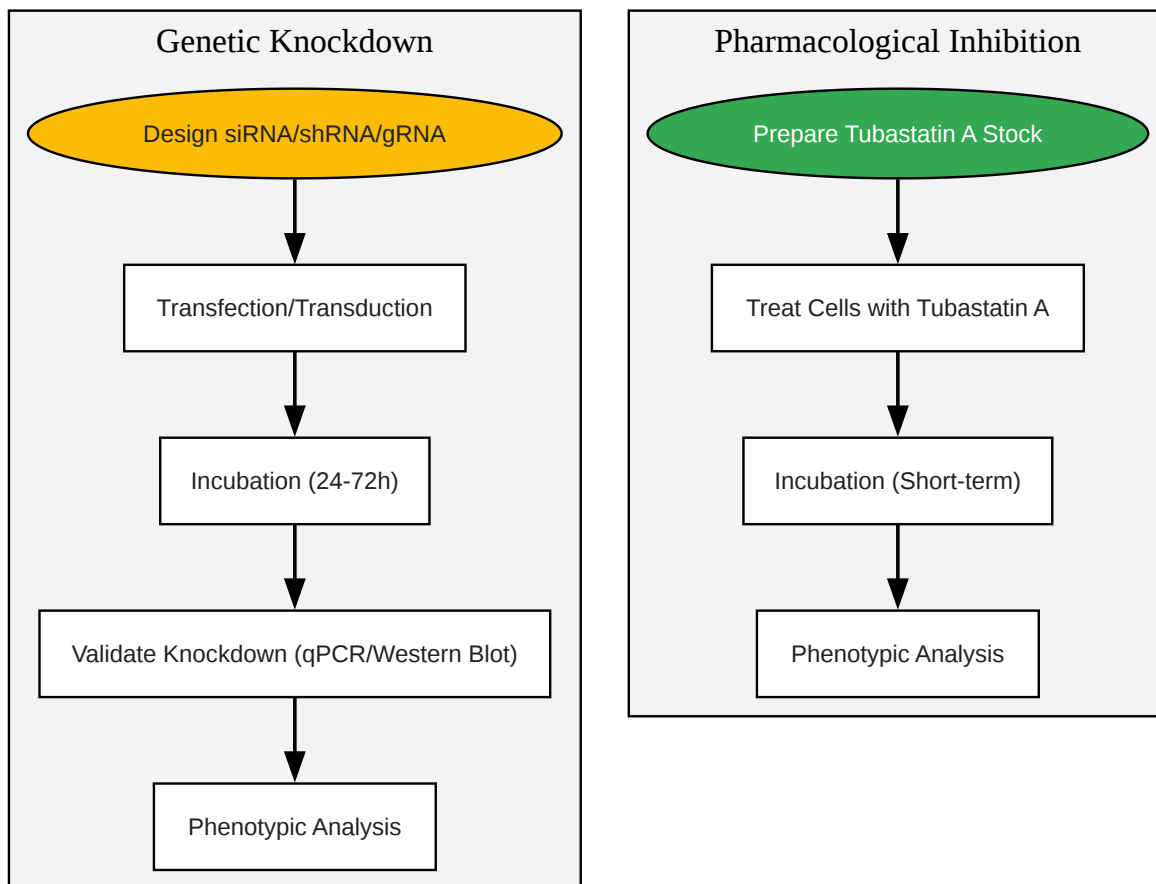 Genetic Knockdown
Design siRNA/shRNA/gRNA
Transfection/Transduction
Incubation (24-72h)
Validate Knockdown (qPCR/Western Blot)
Phenotypic Analysis
Pharmacological Inhibition
Prepare Tubastatin A Stock
Treat Cells with Tubastatin A
Incubation (Short-term)
Phenotypic Analysis